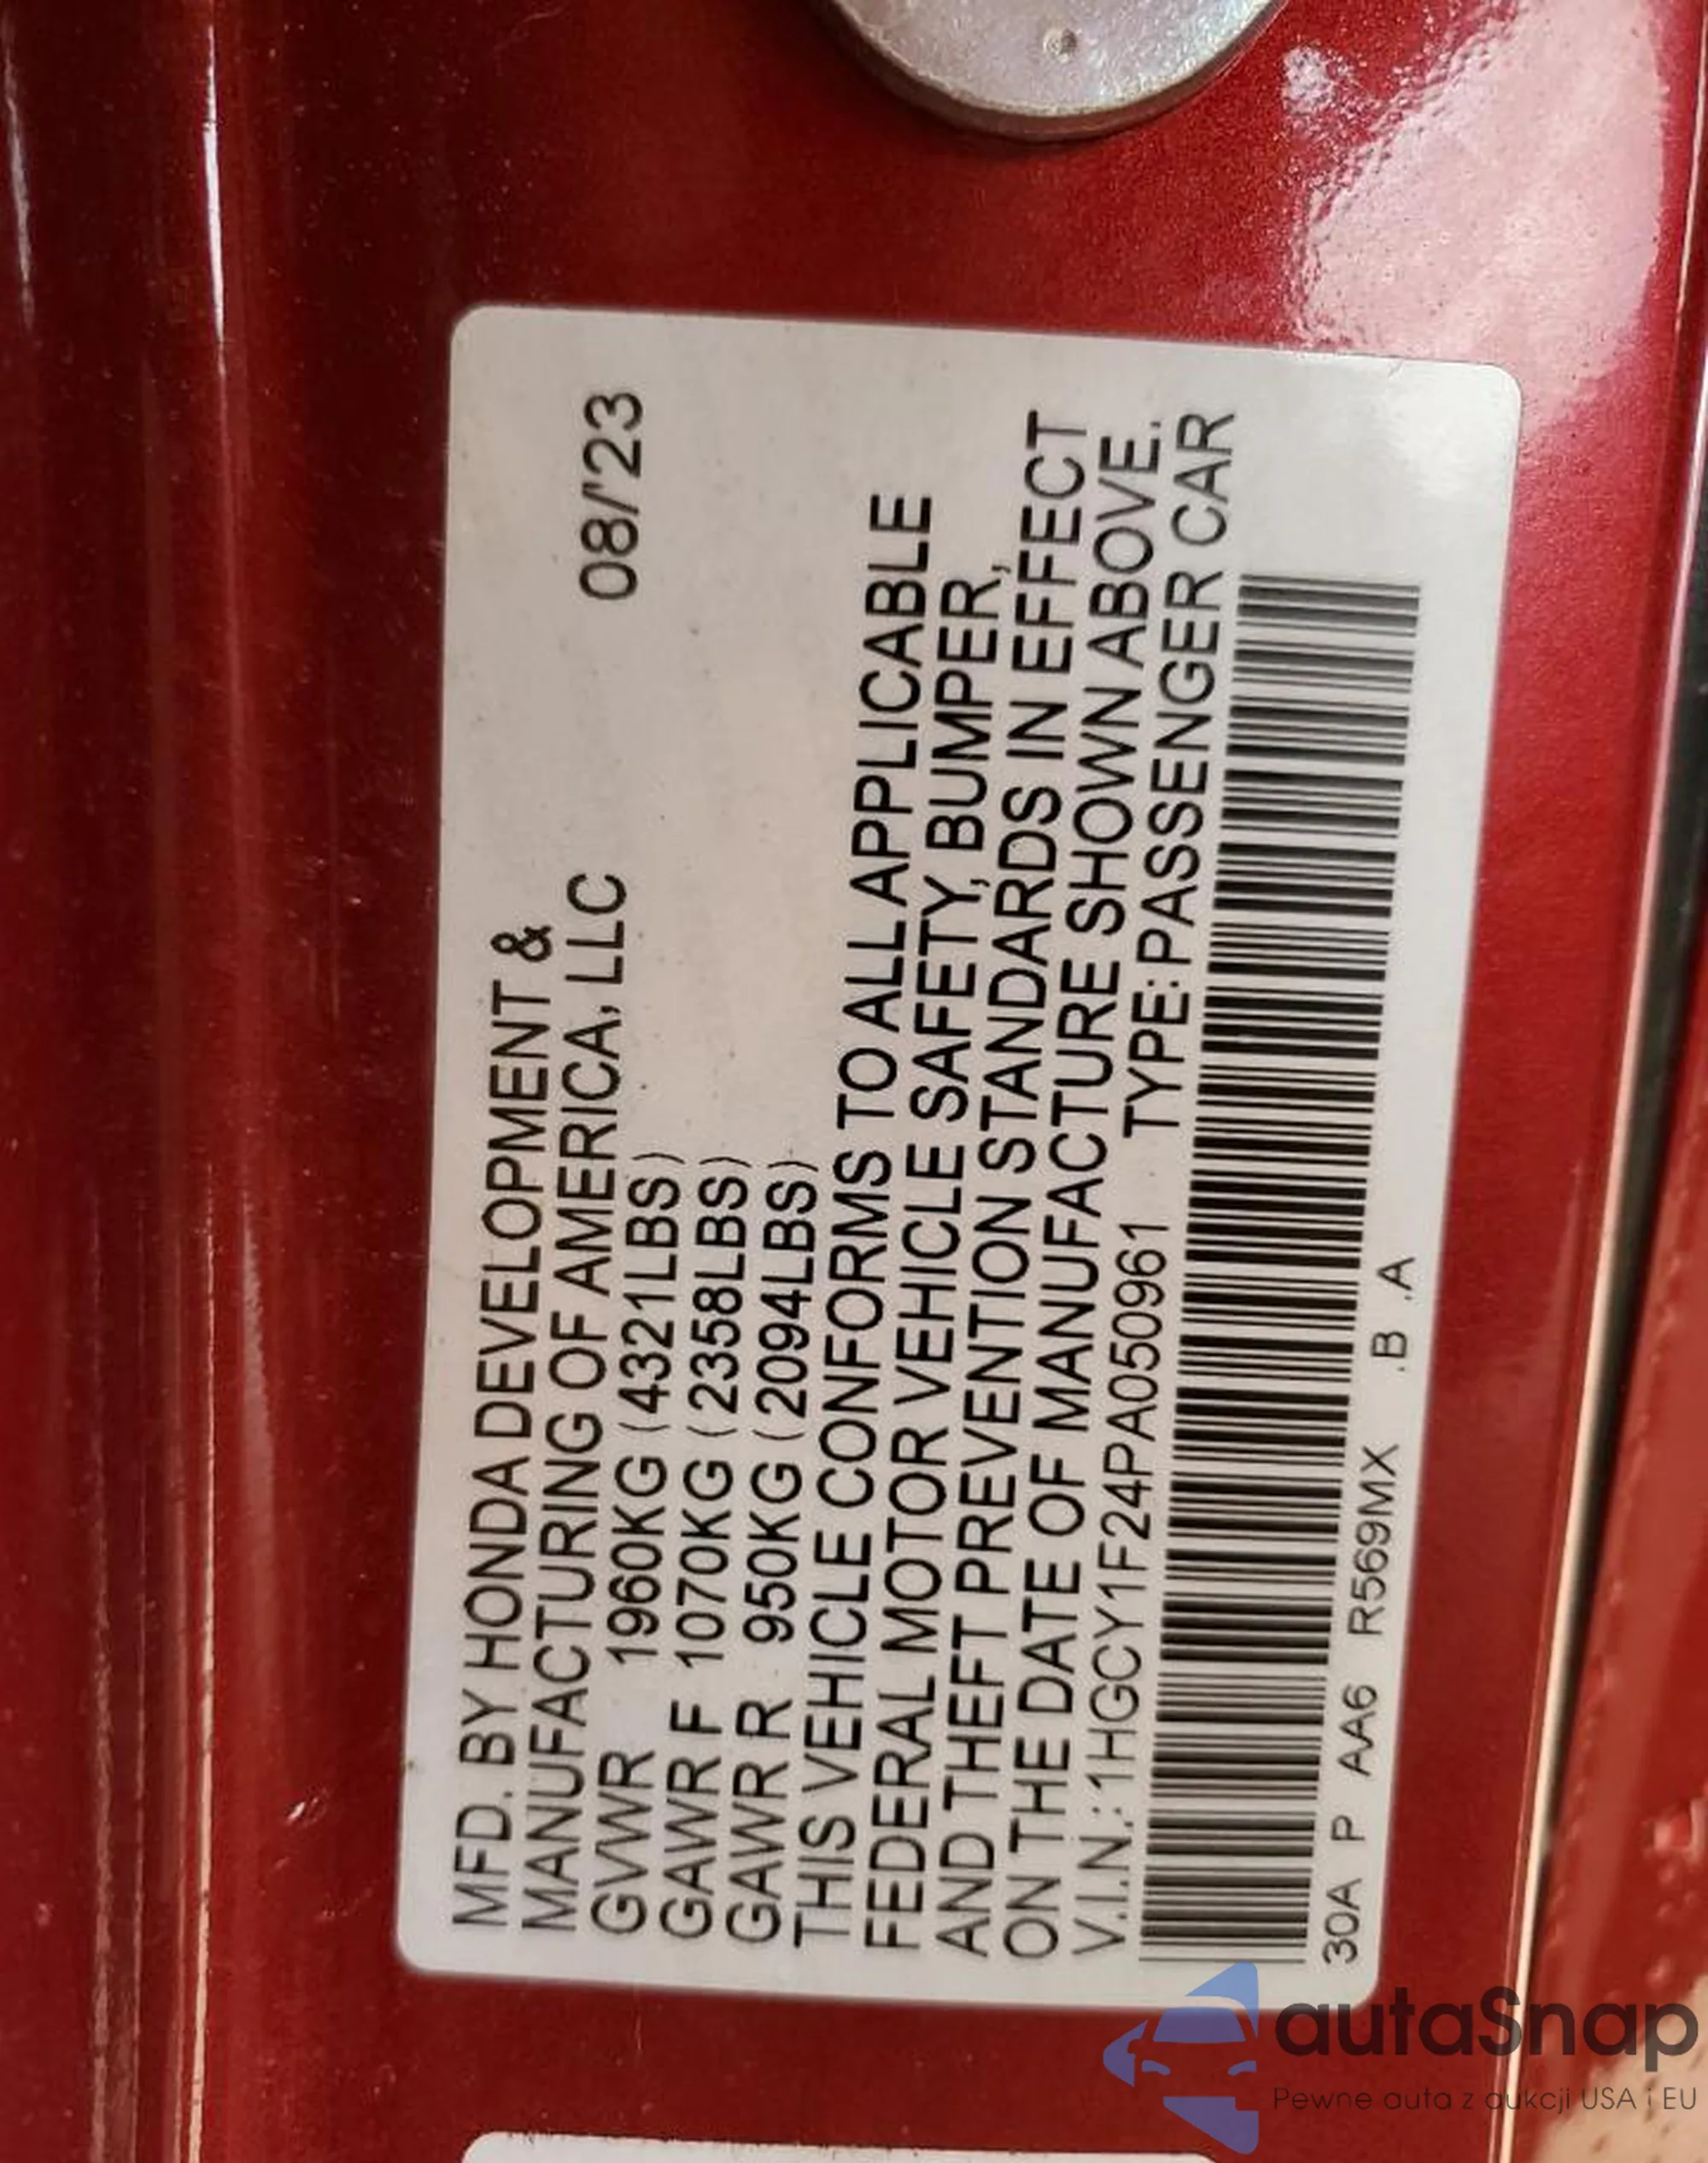 MFD. BY HONDA DEVELOPMENT &
MANUFACTURING OF AMERICA, LLC 08/'23
GVWR 1960KG (4321LBS)
GAWR F 1070KG (2358LBS)
GAWR R 950KG (2094LBS)
THIS VEHICLE CONFORMS TO ALL APPLICABLE
FEDERAL MOTOR VEHICLE SAFETY, BUMPER,
AND THEFT PREVENTION STANDARDS IN EFFECT
ON THE DATE OF MANUFACTURE SHOWN ABOVE.
V.I.N.: 1HGCY1F24PA050961 TYPE: PASSENGER CAR
30A P AA6 R569MX .B .A
autaSnap
Pewne auta z aukcji USA i EU